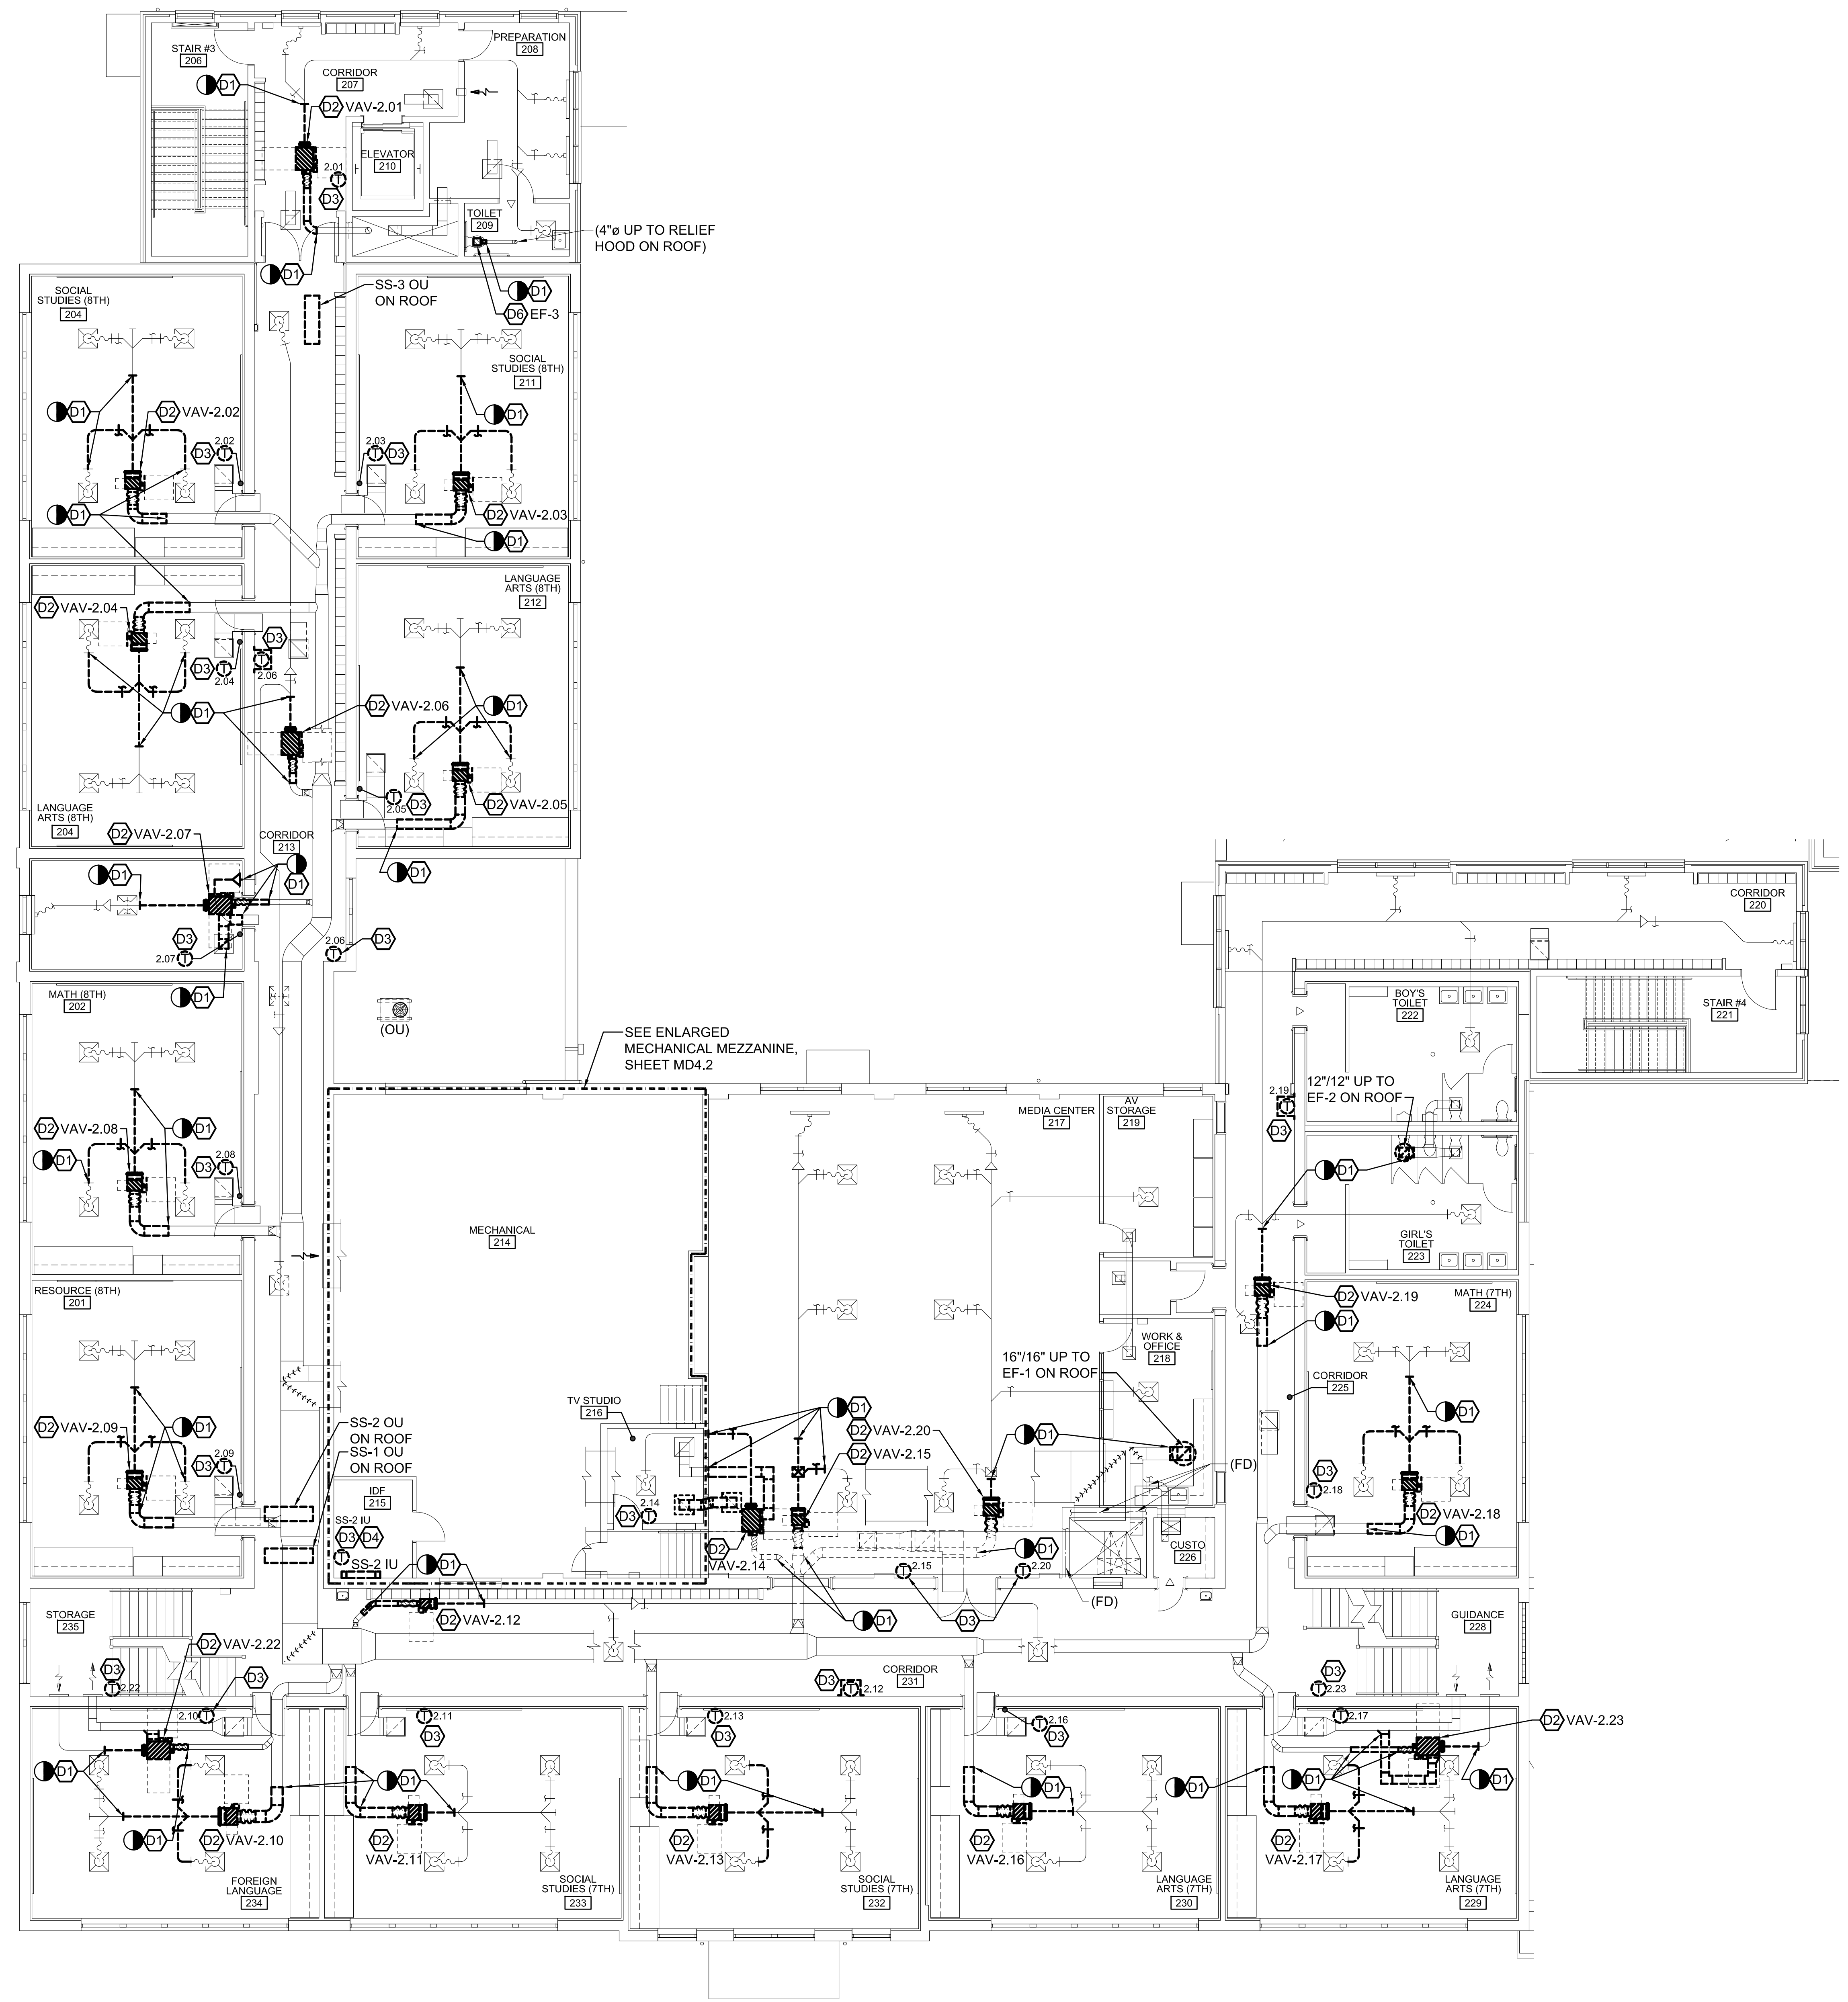 STAIR #3
206
PREPARATION
208
CORRIDOR
207
D1
D2 VAV-2.01
ELEVATOR
210
2.01
T
D3
TOILET
209
(4"ø UP TO RELIEF
HOOD ON ROOF)
D1
D1
D6 EF-3
SS-3 OU
ON ROOF
SOCIAL
STUDIES (8TH)
204
SOCIAL
STUDIES (8TH)
211
D1
D2 VAV-2.02
D1
2.02
D3 T
2.03
T D3
D1
D2 VAV-2.03
D1
LANGUAGE
ARTS (8TH)
212
D2 VAV-2.04
D3
T
2.06
D3 T
2.04
D1
D2 VAV-2.06
D1
T
2.05 D3
D2 VAV-2.05
LANGUAGE
ARTS (8TH)
204
D2 VAV-2.07
CORRIDOR
213
D1
D1
D1
D3
2.07 T
2.06
T D3
D1
MATH (8TH)
202
(OU)
SEE ENLARGED
MECHANICAL MEZZANINE,
SHEET MD4.2
CORRIDOR
220
BOY'S
TOILET
222
STAIR #4
221
12"/12" UP TO
EF-2 ON ROOF
2.19
T
D3
MEDIA CENTER
217
AV
STORAGE
219
D2 VAV-2.08
D1
D1
2.08
D3 T
D1
MECHANICAL
214
GIRL'S
TOILET
223
RESOURCE (8TH)
201
D2 VAV-2.19
MATH (7TH)
224
D1
WORK &
OFFICE
218
16"/16" UP TO
EF-1 ON ROOF
CORRIDOR
225
TV STUDIO
216
D1
D1
D2 VAV-2.09
D1
SS-2 OU
ON ROOF
SS-1 OU
ON ROOF
2.09
D3 T
D2 VAV-2.20
D2 VAV-2.15
D1
(FD)
D3
T
2.18
IDF
215
SS-2 IU
D3 D4
T
SS-2 IU
2.14
D3 T
D2
VAV-2.14
D2 VAV-2.18
D1
D1
D1
CUSTO
226
T 2.15
T 2.20
D3
(FD)
D1
STORAGE
235
D2 VAV-2.12
GUIDANCE
228
D2 VAV-2.22
D3
T 2.22
D3
2.10 T
CORRIDOR
231
D3 T
2.12
D3
T 2.23
T 2.11
D3
T 2.13
D3
T 2.16
D3
2.17
T
D2 VAV-2.23
D1
D1
D1
D1
D1
D1
D1
D1
D2 VAV-2.10
D2
VAV-2.11
D2
VAV-2.13
D2
VAV-2.16
D2
VAV-2.17
FOREIGN
LANGUAGE
234
SOCIAL
STUDIES (7TH)
233
SOCIAL
STUDIES (7TH)
232
LANGUAGE
ARTS (7TH)
230
LANGUAGE
ARTS (7TH)
229